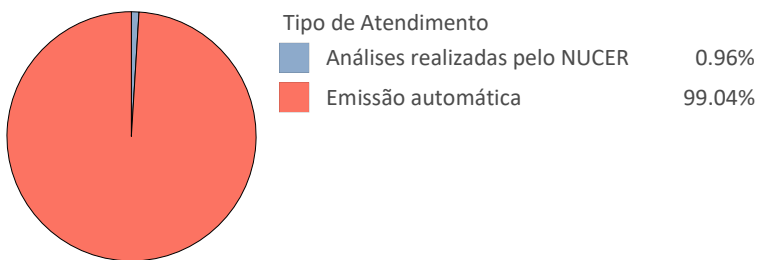 Tipo de Atendimento
Análises realizadas pelo NUCER 0.96%
Emissão automática 99.04%